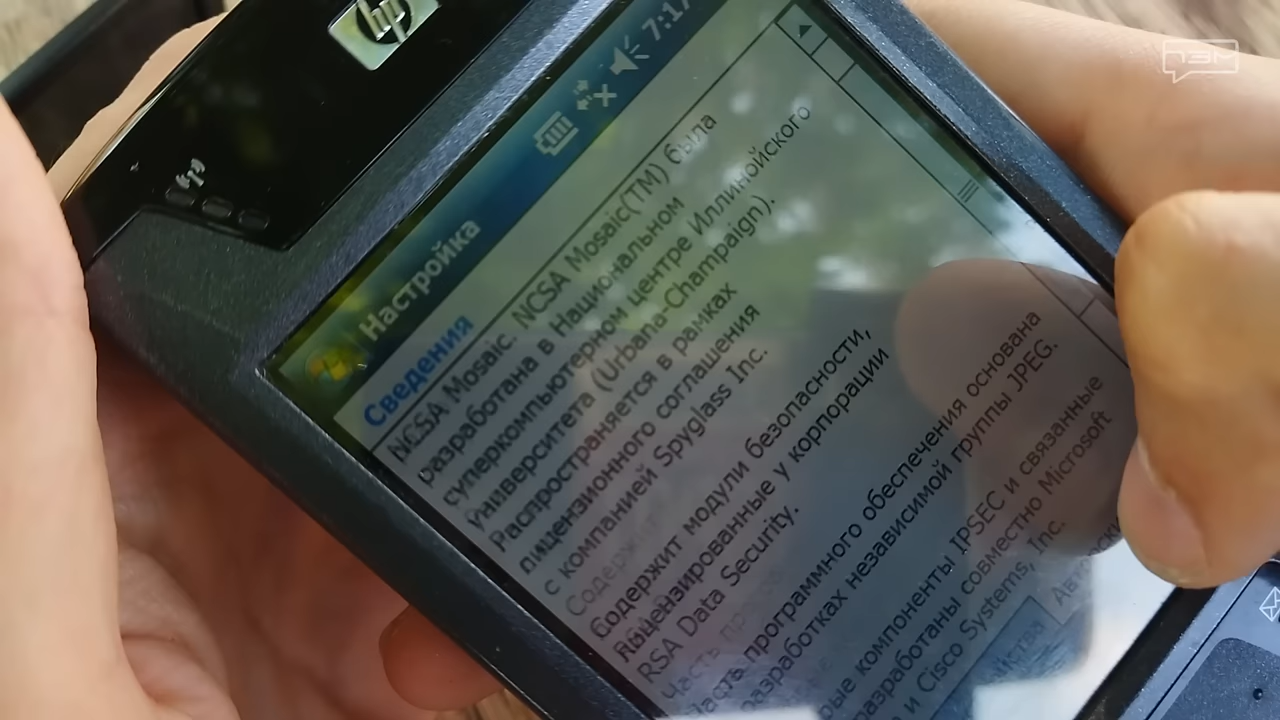 ПЭМ
hp
Настройка
7:17
Сведения
NCSA Mosaic. NCSA Mosaic(TM) была
разработана в Национальном
суперкомпьютерном центре Иллинойского
университета (Urbana-Champaign).
Распространяется в рамках
лицензионного соглашения
с компанией Spyglass Inc.
Содержит модули безопасности,
лицензированные у корпорации
RSA Data Security.
Часть программного обеспечения основана
разработках независимой группы JPEG.
компоненты IPSEC и связанные
разработаны совместно Microsoft
и Cisco Systems, Inc.